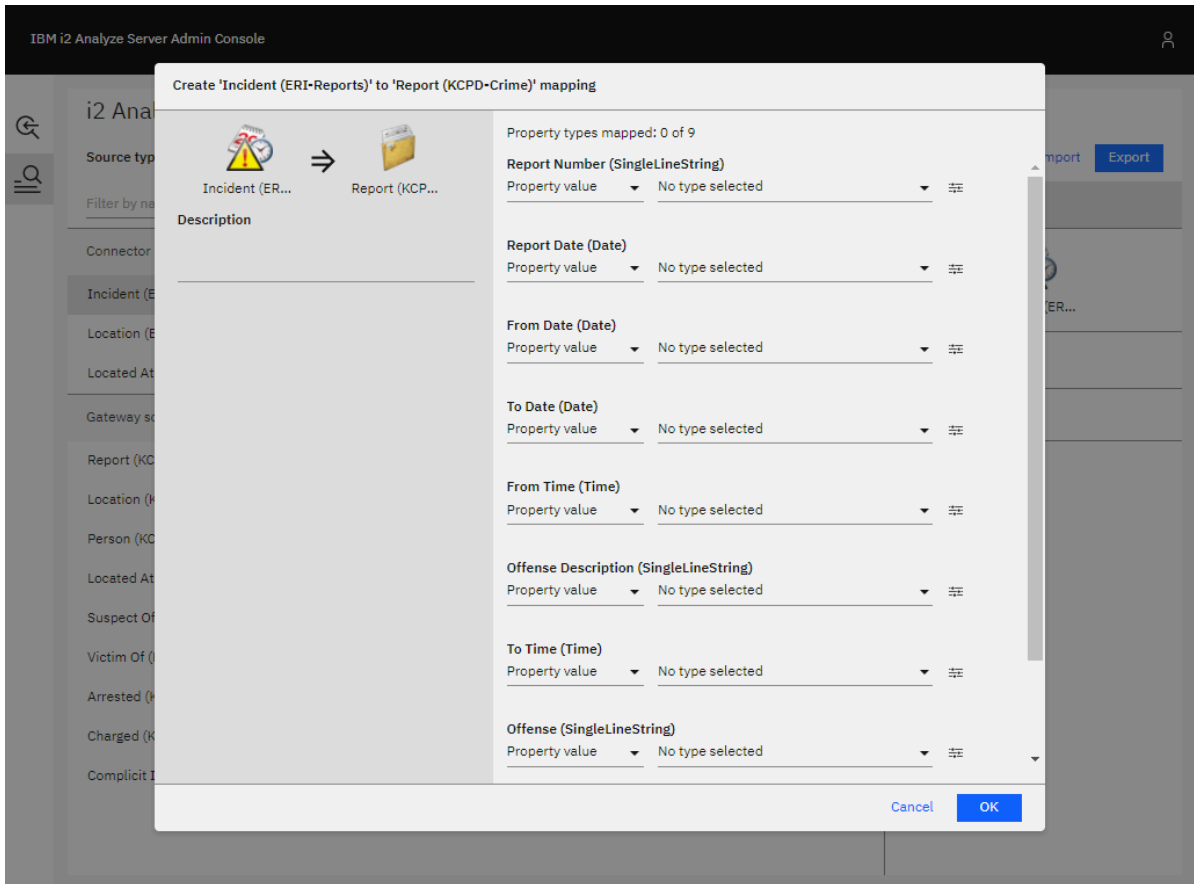 IBM i2 Analyze Server Admin Console
Create 'Incident (ERI-Reports)' to 'Report (KCPD-Crime)' mapping
i2 Anal
Source typ
Filter by na
Connector
Incident (E
Location (E
Located At
Gateway so
Report (KC
Location (K
Person (KC
Located At
Suspect Of
Victim Of (
Arrested (K
Charged (K
Complicit I
Incident (ER...
Report (KCP...
Description
Property types mapped: 0 of 9
Report Number (SingleLineString)
Property value No type selected
Report Date (Date)
Property value No type selected
From Date (Date)
Property value No type selected
To Date (Date)
Property value No type selected
From Time (Time)
Property value No type selected
Offense Description (SingleLineString)
Property value No type selected
To Time (Time)
Property value No type selected
Offense (SingleLineString)
Property value No type selected
Cancel OK
mport Export
(ER...